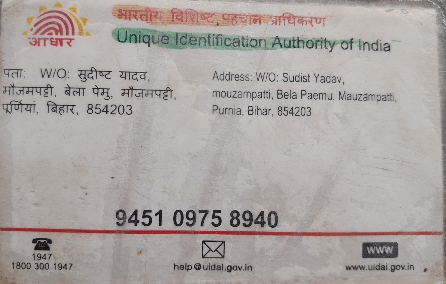 भारतीय विशिष्ट पहचान प्राधिकरण
आधार
Unique Identification Authority of India
पता: W/O: सुदीष्ट यादव,
मौजमपट्टी, बेला पेमु, मौजमपट्टी,
पूर्णिया, बिहार, 854203
Address: W/O: Sudist Yadav,
mouzampatti, Bela Paemu, Mauzampatti,
Purnia, Bihar, 854203
9451 0975 8940
1947
1800 300 1947
help@uidai.gov.in
www
www.uidai.gov.in